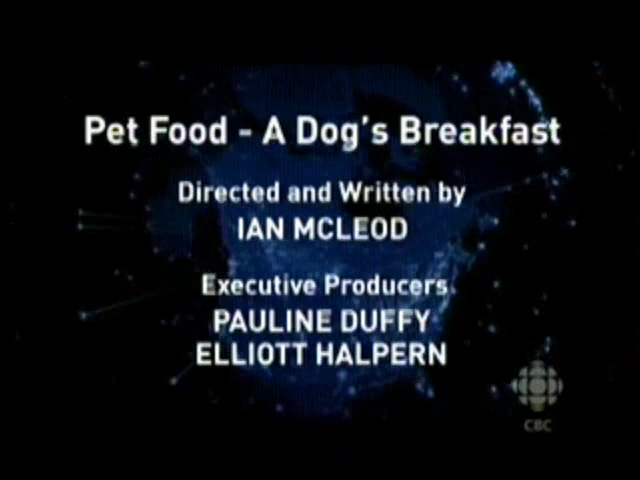 Pet Food - A Dog's Breakfast
Directed and Written by
IAN MCLEOD
Executive Producers
PAULINE DUFFY
ELLIOTT HALPERN
CBC